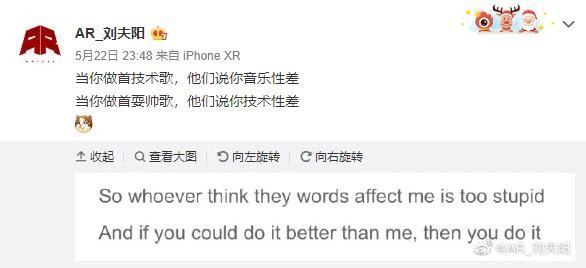 AR_刘夫阳
5月22日 23:48 来自 iPhone XR
当你做首技术歌，他们说你音乐性差
当你做首耍帅歌，他们说你技术性差
收起 查看大图 向左旋转 向右旋转
So whoever think they words affect me is too stupid
And if you could do it better than me, then you do it
@AR_刘夫阳